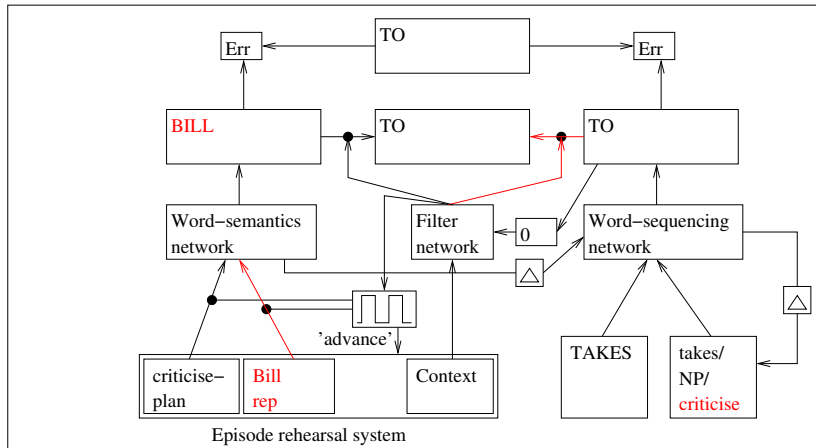 TO
Err
Err
BILL
TO
TO
Word−semantics
network
Filter
network
0
Word−sequencing
network
△
△
'advance'
criticise−
plan
Bill
rep
Context
TAKES
takes/
NP/
criticise
Episode rehearsal system